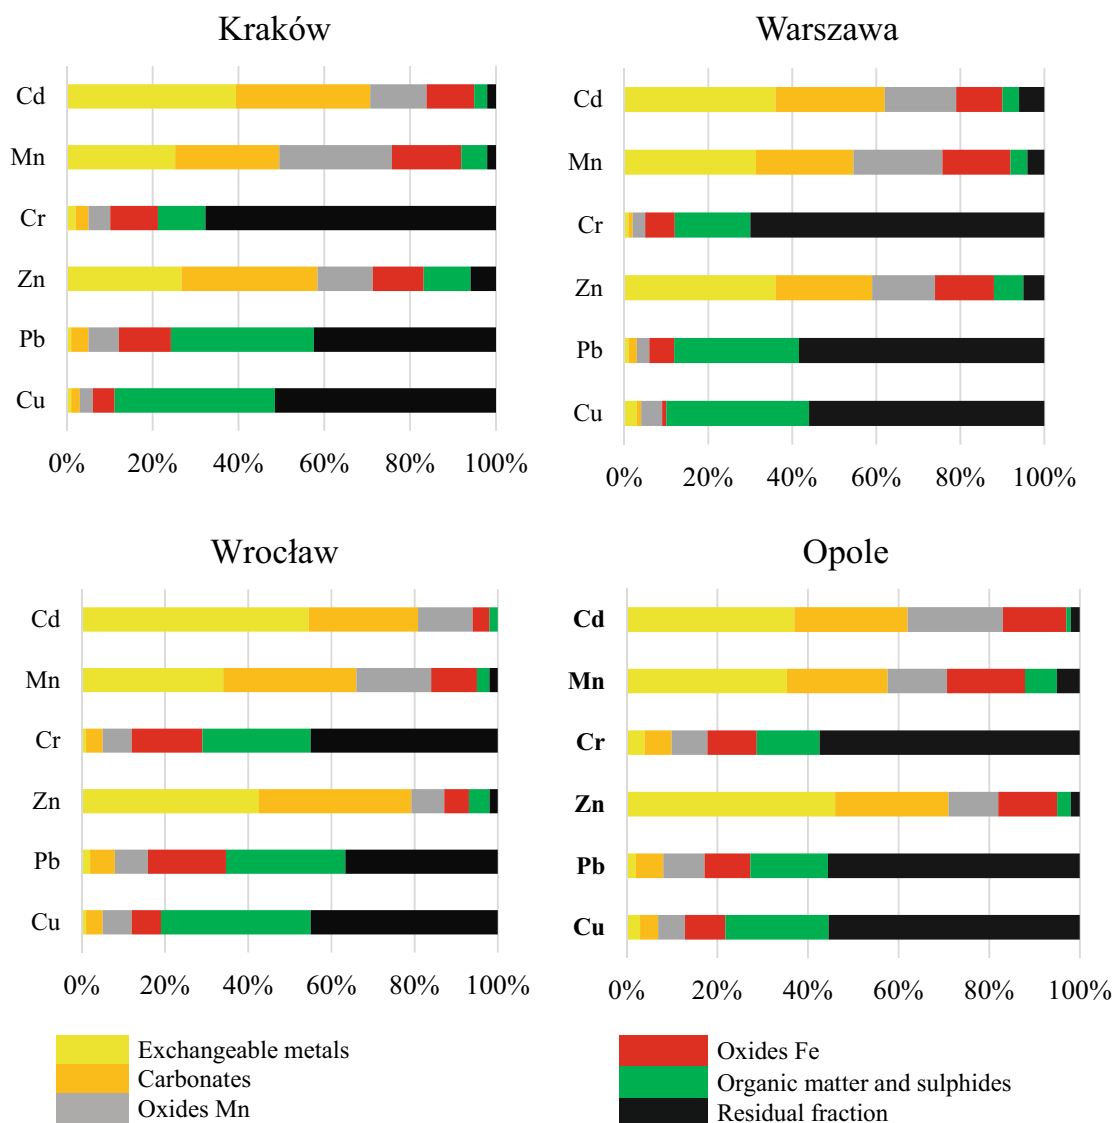 Kraków
Cd
Mn
Cr
Zn
Pb
Cu
0% 20% 40% 60% 80% 100%
Warszawa
Cd
Mn
Cr
Zn
Pb
Cu
0% 20% 40% 60% 80% 100%
Wrocław
Cd
Mn
Cr
Zn
Pb
Cu
0% 20% 40% 60% 80% 100%
Opole
Cd
Mn
Cr
Zn
Pb
Cu
0% 20% 40% 60% 80% 100%
Exchangeable metals
Carbonates
Oxides Mn
Oxides Fe
Organic matter and sulphides
Residual fraction